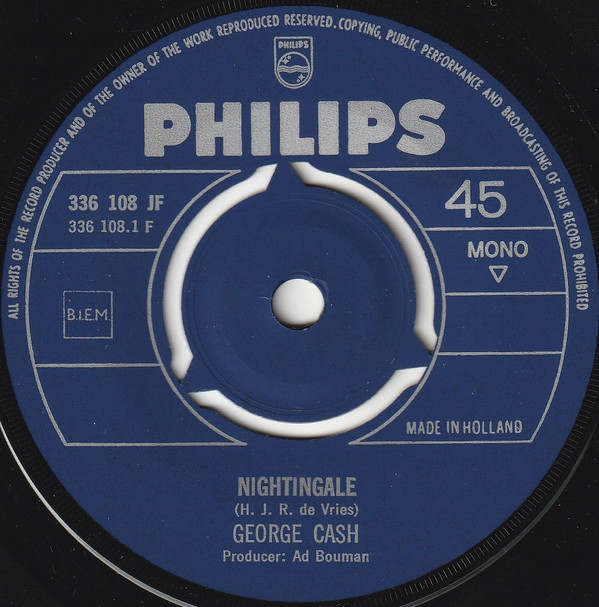 ALL RIGHTS OF THE RECORD PRODUCER AND OF THE OWNER OF THE WORK REPRODUCED RESERVED. COPYING, PUBLIC PERFORMANCE AND BROADCASTING OF THIS RECORD PROHIBITED
PHILIPS
PHILIPS
336 108 JF
336 108.1 F
45
MONO
B.I.E.M.
MADE IN HOLLAND
NIGHTINGALE
(H. J. R. de Vries)
GEORGE CASH
Producer: Ad Bouman